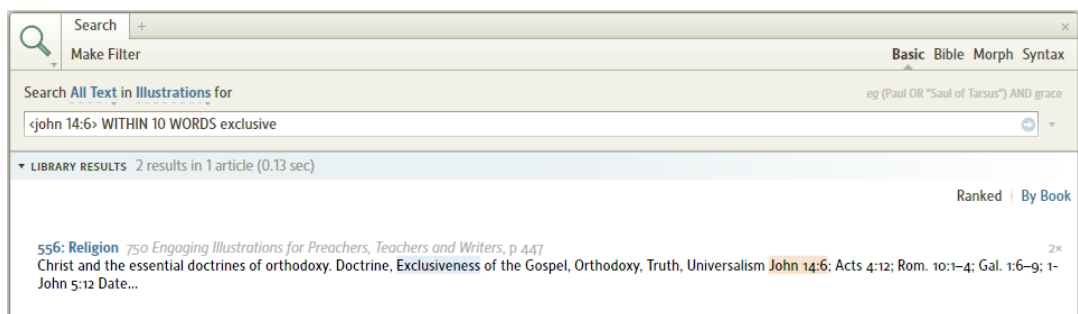 Search +
Make Filter
Basic Bible Morph Syntax
Search All Text in Illustrations for
eg (Paul OR "Saul of Tarsus") AND grace
<john 14:6> WITHIN 10 WORDS exclusive
LIBRARY RESULTS 2 results in 1 article (0.13 sec)
Ranked | By Book
556: Religion 750 Engaging Illustrations for Preachers, Teachers and Writers, p 447 2×
Christ and the essential doctrines of orthodoxy. Doctrine, Exclusiveness of the Gospel, Orthodoxy, Truth, Universalism John 14:6; Acts 4:12; Rom. 10:1–4; Gal. 1:6–9; 1-
John 5:12 Date...